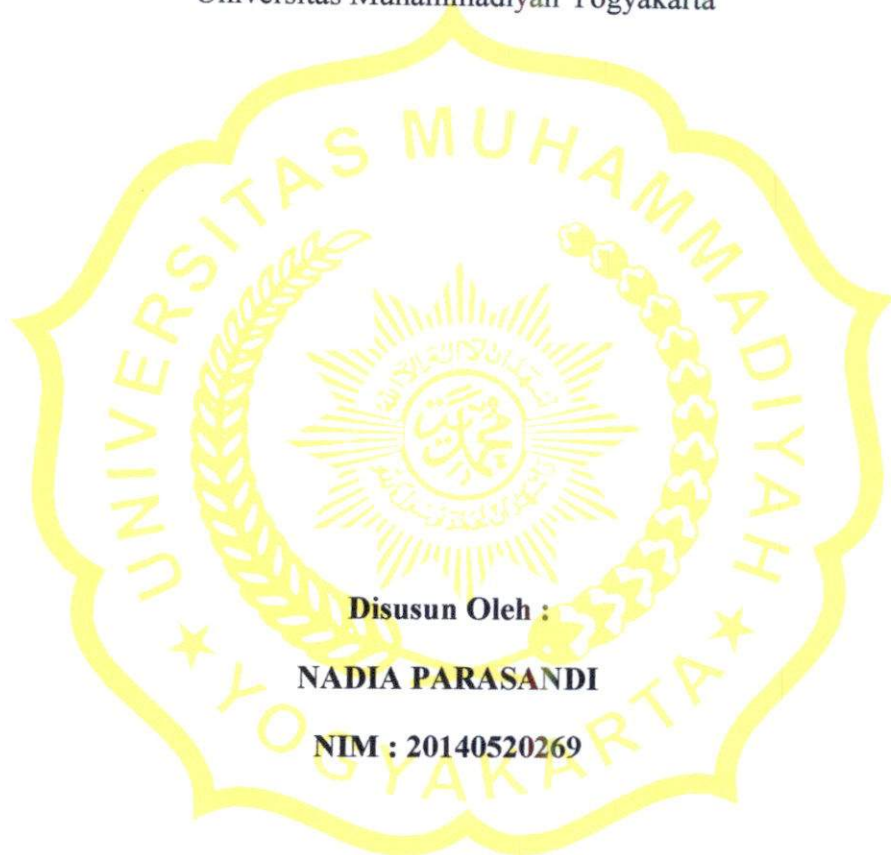 Universitas Muhammadiyah Yogyakarta
UNIVERSITAS MUHAMMADIYAH
YOGYAKARTA
Disusun Oleh :
NADIA PARASANDI
NIM : 20140520269